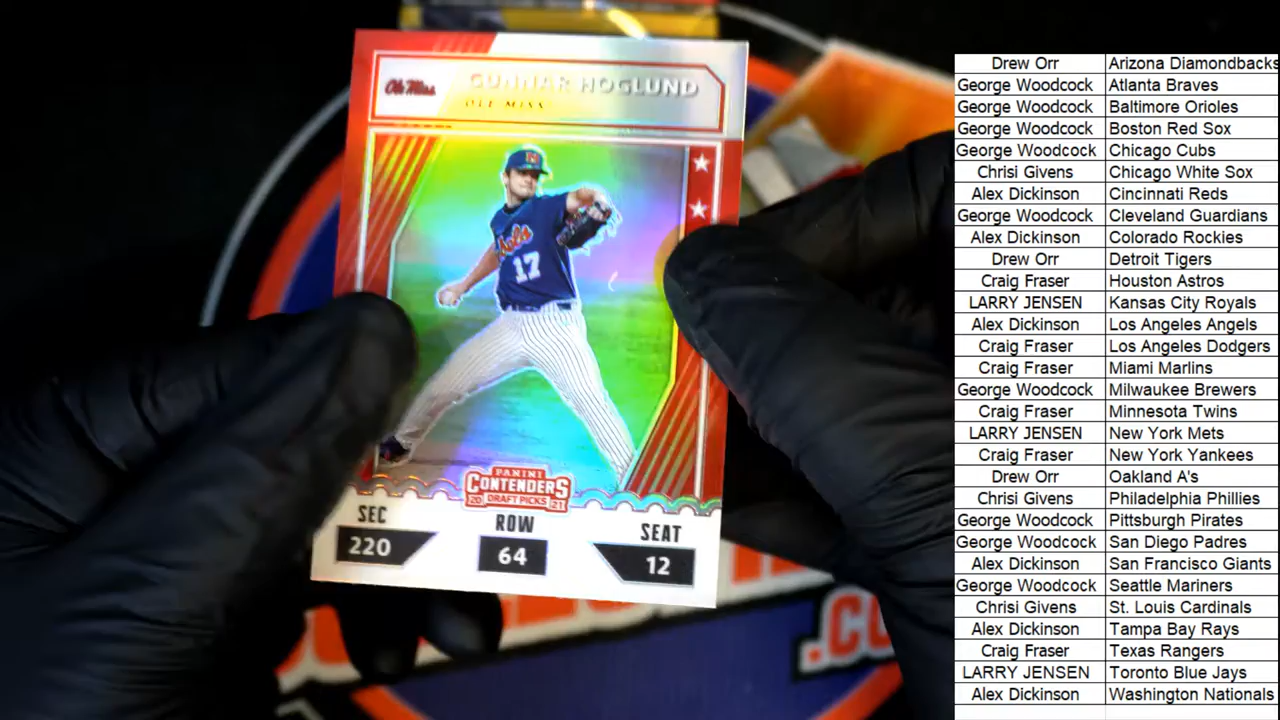 Ole Miss
GUNNAR HOGLUND
OLE MISS
17
PANINI
CONTENDERS
20 DRAFT PICKS 21
SEC ROW SEAT
220 64 12
.CO
Drew Orr Arizona Diamondbacks
George Woodcock Atlanta Braves
George Woodcock Baltimore Orioles
George Woodcock Boston Red Sox
George Woodcock Chicago Cubs
Chrisi Givens Chicago White Sox
Alex Dickinson Cincinnati Reds
George Woodcock Cleveland Guardians
Alex Dickinson Colorado Rockies
Drew Orr Detroit Tigers
Craig Fraser Houston Astros
LARRY JENSEN Kansas City Royals
Alex Dickinson Los Angeles Angels
Craig Fraser Los Angeles Dodgers
Craig Fraser Miami Marlins
George Woodcock Milwaukee Brewers
Craig Fraser Minnesota Twins
LARRY JENSEN New York Mets
Craig Fraser New York Yankees
Drew Orr Oakland A's
Chrisi Givens Philadelphia Phillies
George Woodcock Pittsburgh Pirates
George Woodcock San Diego Padres
Alex Dickinson San Francisco Giants
George Woodcock Seattle Mariners
Chrisi Givens St. Louis Cardinals
Alex Dickinson Tampa Bay Rays
Craig Fraser Texas Rangers
LARRY JENSEN Toronto Blue Jays
Alex Dickinson Washington Nationals